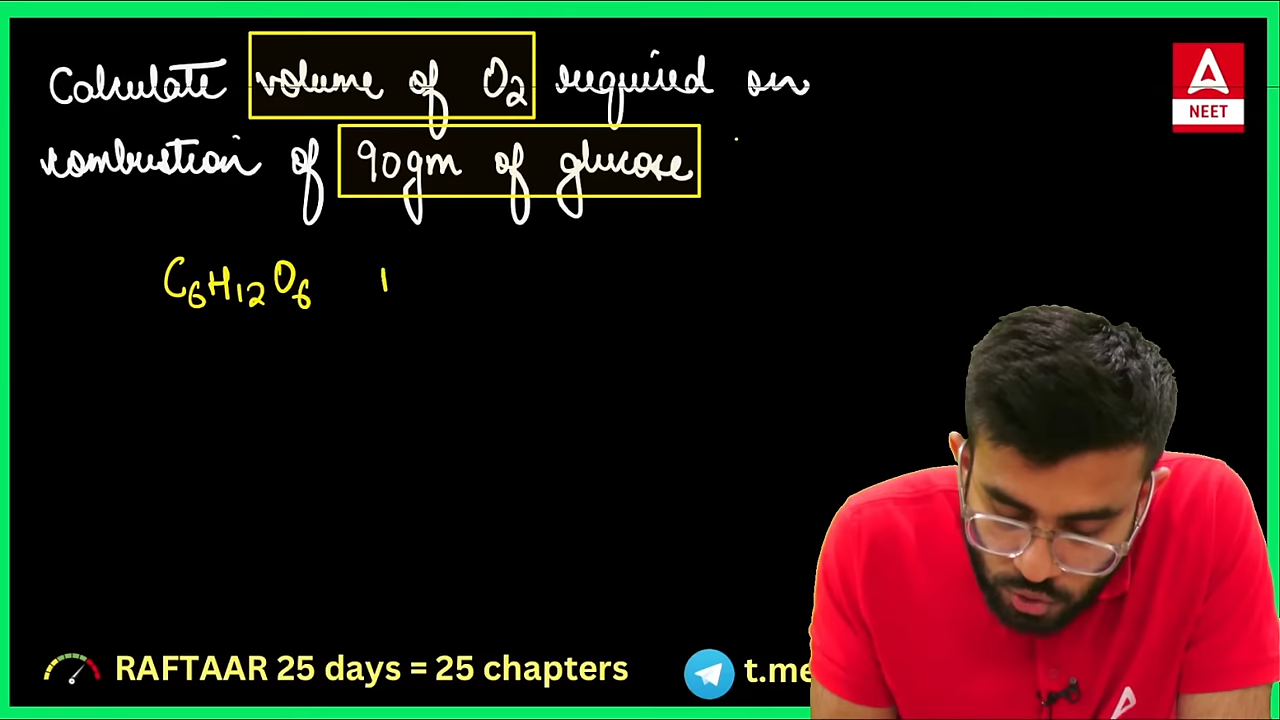 Calculate volume of O2 required on
combustion of 90gm of glucose
C6H12O6
NEET
RAFTAAR 25 days = 25 chapters
t.me